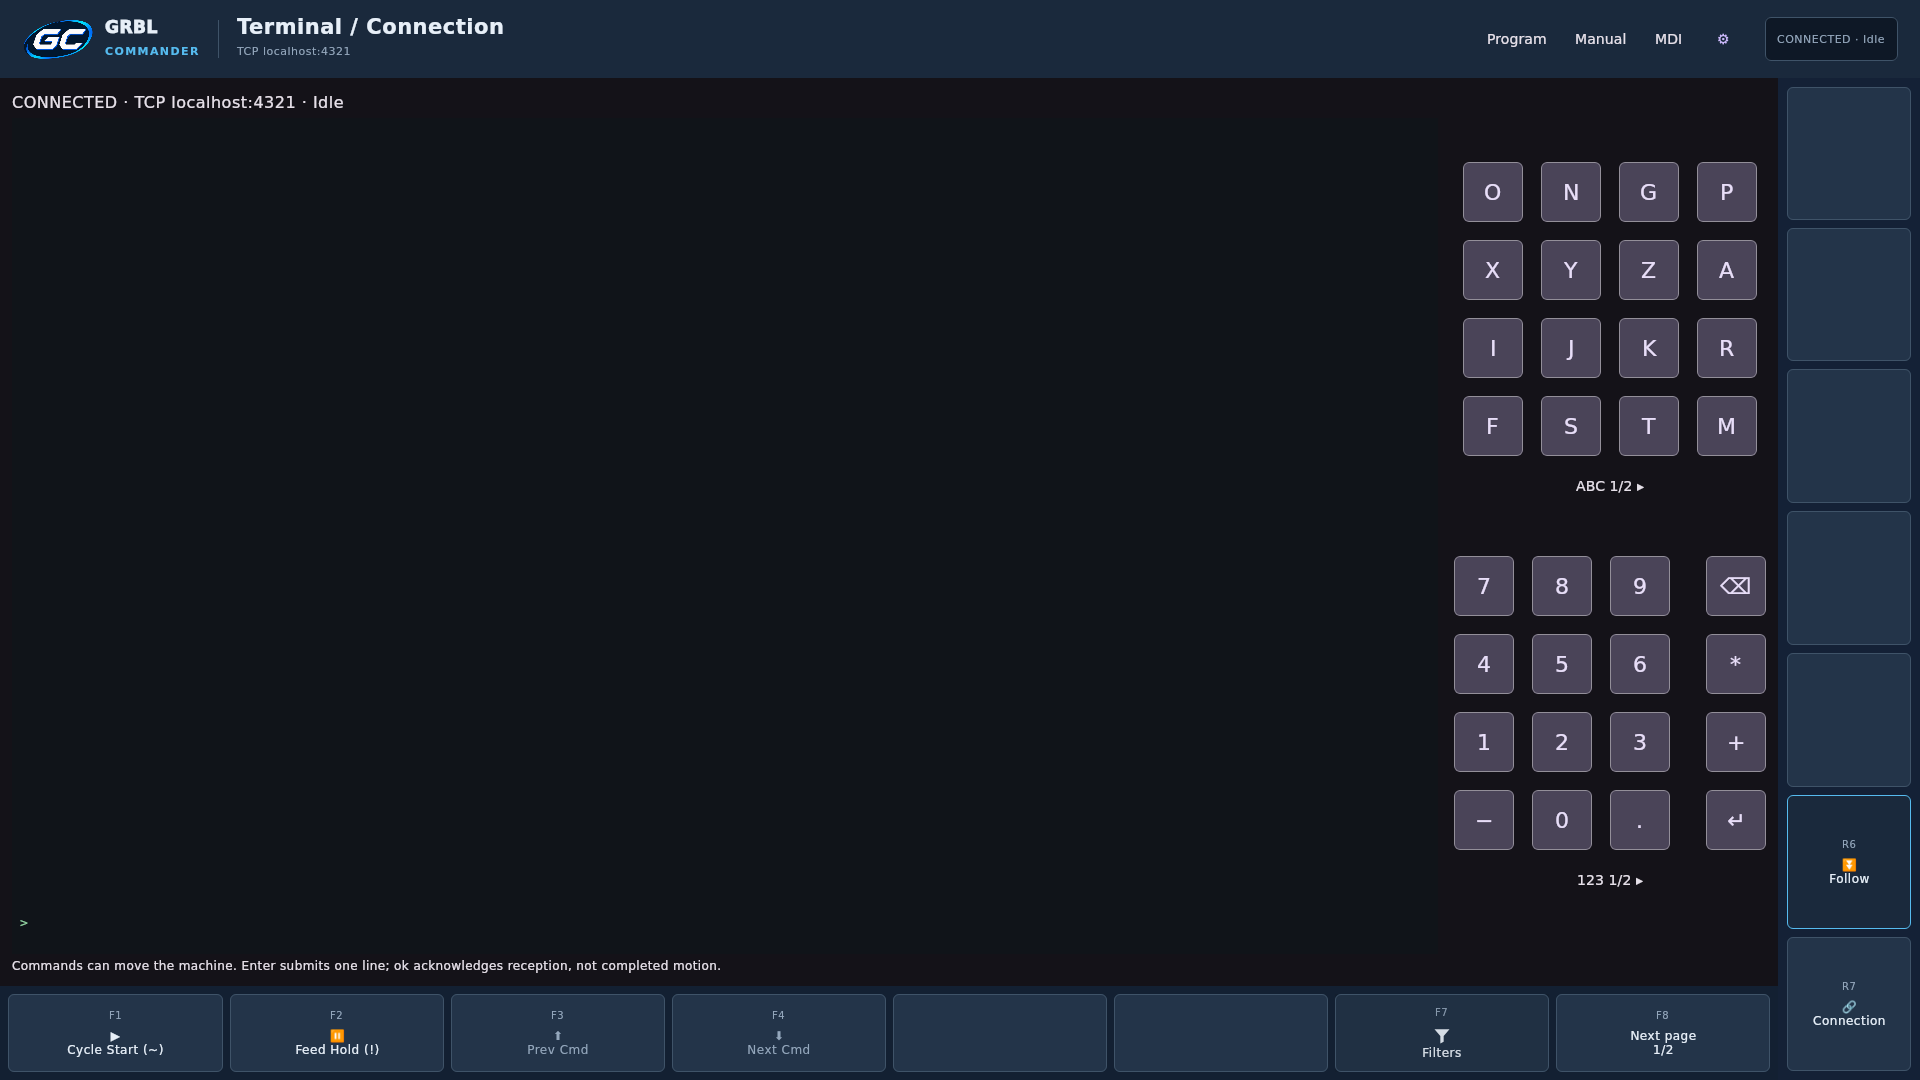 GC
GRBL
COMMANDER
Terminal / Connection
TCP localhost:4321
Program
Manual
MDI
⚙
CONNECTED · Idle
CONNECTED · TCP localhost:4321 · Idle
O N G P
X Y Z A
I J K R
F S T M
ABC 1/2 ▸
7 8 9 ⌫
4 5 6 *
1 2 3 +
− 0 . ↵
123 1/2 ▸
>
Commands can move the machine. Enter submits one line; ok acknowledges reception, not completed motion.
R6
Follow
R7
Connection
F1
Cycle Start (~)
F2
Feed Hold (!)
F3
Prev Cmd
F4
Next Cmd
F7
Filters
F8
Next page
1/2